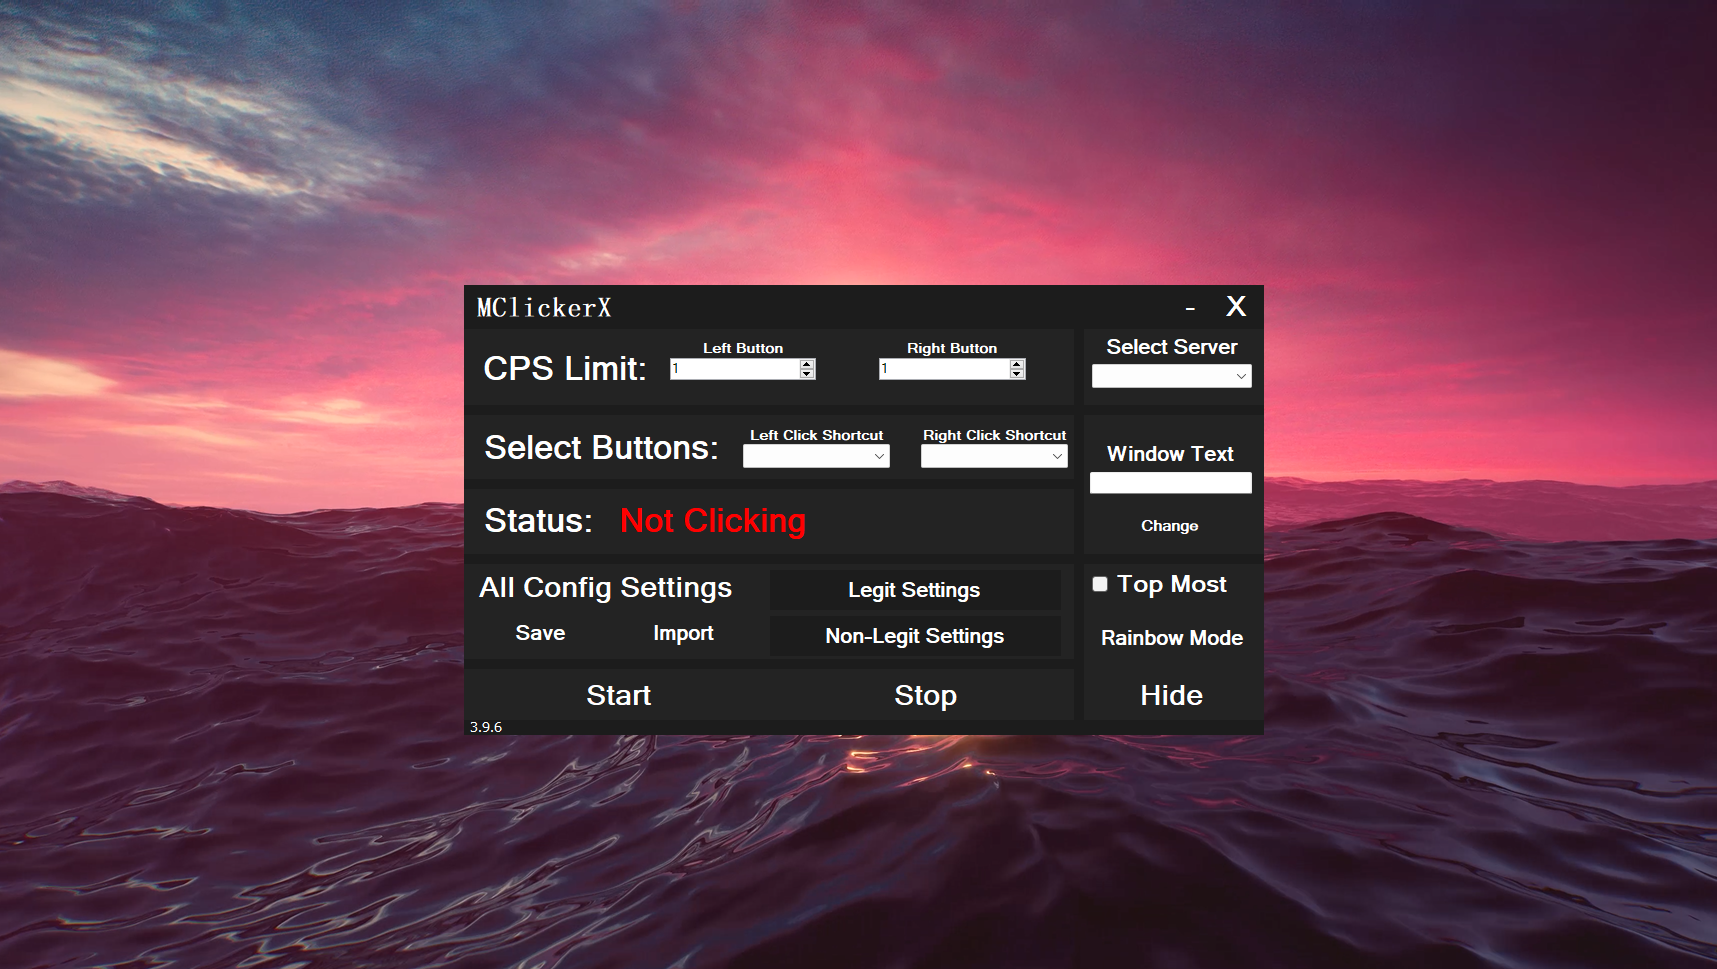 MClickerX
- X
CPS Limit:
Left Button
1
Right Button
1
Select Server
Select Buttons:
Left Click Shortcut
Right Click Shortcut
Window Text
Change
Status: Not Clicking
All Config Settings
Save Import
Legit Settings
Non-Legit Settings
Top Most
Rainbow Mode
Start Stop Hide
3.9.6